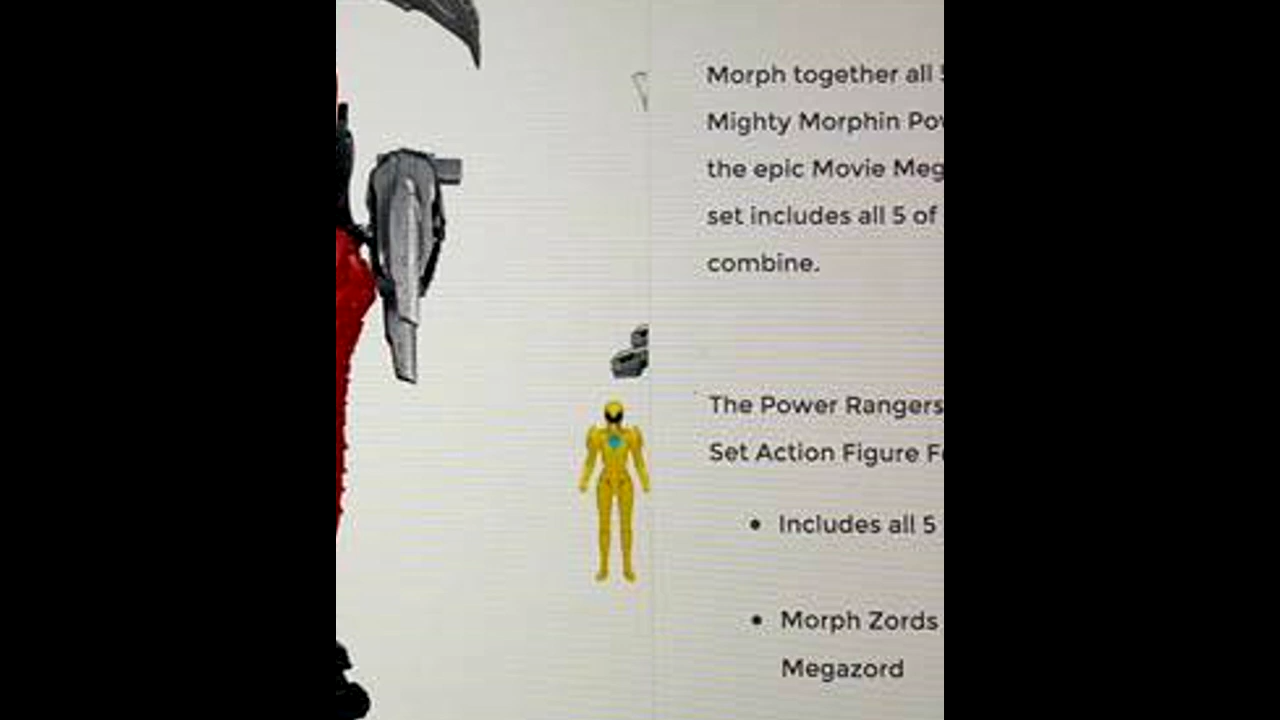 Morph together all
Mighty Morphin
the epic Movie
set includes all 5 of
combine.
The Power Rangers
Set Action Figure
Includes all 5
Morph Zords
Megazord